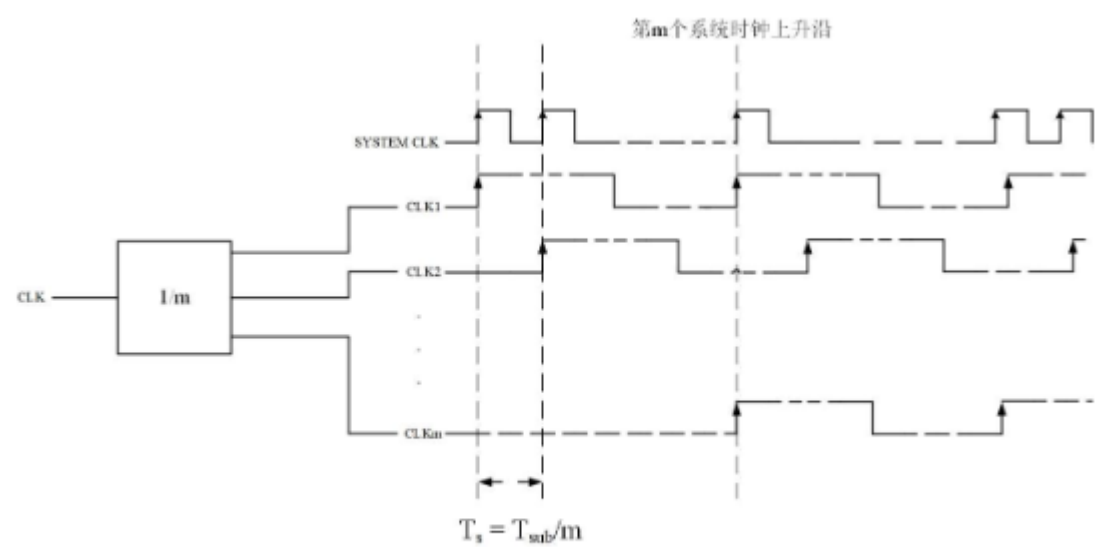 第m个系统时钟上升沿
SYSTEM CLK
CLK1
CLK2
CLK
1/m
.
.
.
CLKm
Ts = Tsub/m